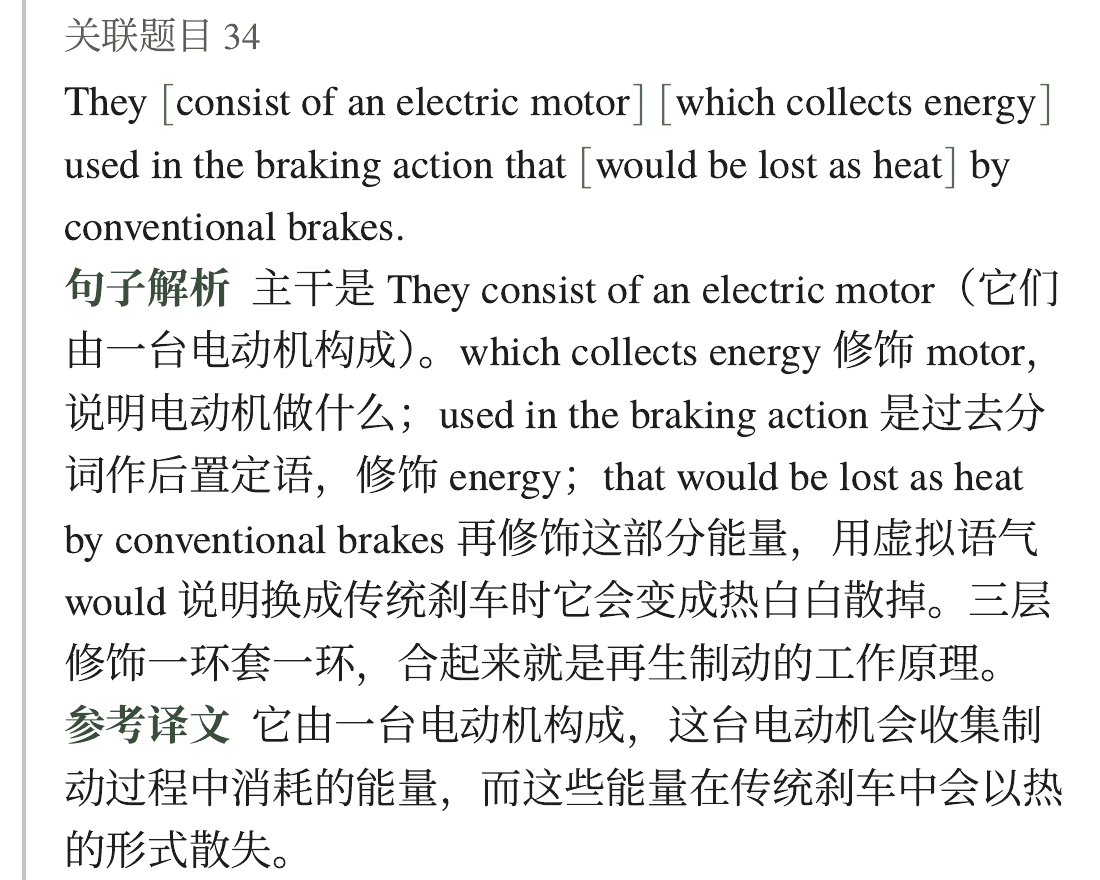 关联题目 34
They [consist of an electric motor] [which collects energy]
used in the braking action that [would be lost as heat] by
conventional brakes.
句子解析 主干是 They consist of an electric motor（它们
由一台电动机构成）。which collects energy 修饰 motor,
说明电动机做什么；used in the braking action 是过去分
词作后置定语，修饰 energy；that would be lost as heat
by conventional brakes 再修饰这部分能量，用虚拟语气
would 说明换成传统刹车时它会变成热白白散掉。三层
修饰一环套一环，合起来就是再生制动的工作原理。
参考译文 它由一台电动机构成，这台电动机会收集制
动过程中消耗的能量，而这些能量在传统刹车中会以热
的形式散失。